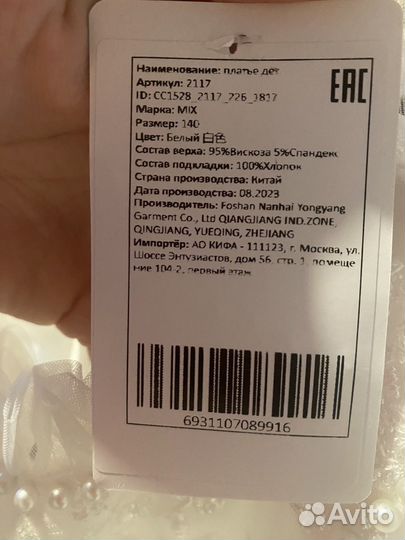 Наименование: платье дет
Артикул: 2117
ID: CC1528_2117_226_3817
Марка: MIX
Размер: 140
Цвет: Белый 白色
Состав верха: 95%Вискоза 5%Спандекс
Состав подкладки: 100%Хлопок
Страна производства: Китай
Дата производства: 08.2023
Производитель: Foshan Nanhai Yongyang
Garment Co., Ltd QIANGJIANG IND.ZONE,
QINGJIANG, YUEQING, ZHEJIANG
Импортёр: АО КИФА - 111123, г. Москва, ул.
Шоссе Энтузиастов, дом 56, стр. 1, помеще
ние 104-2, первый этаж
EAC
6931107089916
Avito